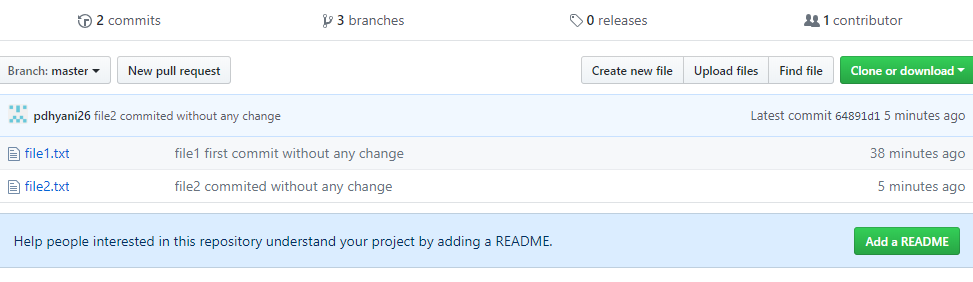 2 commits 3 branches 0 releases 1 contributor
Branch: master New pull request Create new file Upload files Find file Clone or download
pdhyani26 file2 commited without any change Latest commit 64891d1 5 minutes ago
file1.txt file1 first commit without any change 38 minutes ago
file2.txt file2 commited without any change 5 minutes ago
Help people interested in this repository understand your project by adding a README. Add a README